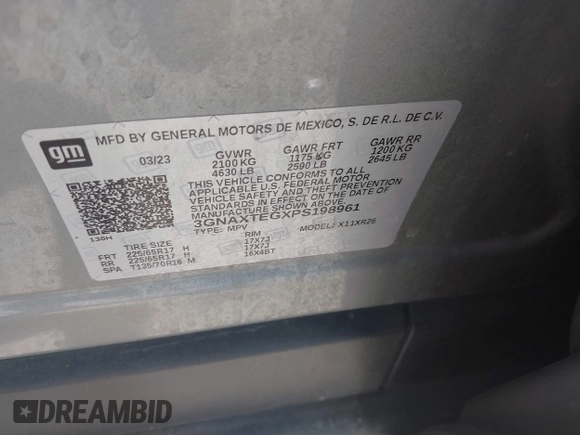 gm
MFD BY GENERAL MOTORS DE MEXICO, S. DE R.L. DE C.V.
03/23 GVWR GAWR FRT GAWR RR
2100 KG 1175 KG 1200 KG
4630 LB 2590 LB 2645 LB
THIS VEHICLE CONFORMS TO ALL
APPLICABLE U.S. FEDERAL MOTOR
VEHICLE SAFETY AND THEFT PREVENTION
STANDARDS IN EFFECT ON THE DATE OF
MANUFACTURE SHOWN ABOVE.
3GNAXTEGXPS198961
TYPE: MPV MODEL: X11XR26
130H
TIRE SIZE RIM
FRT 225/65R17 H 17X7J
RR 225/65R17 H 17X7J
SPA T135/70R16 M 16X4BT
DREAMBID